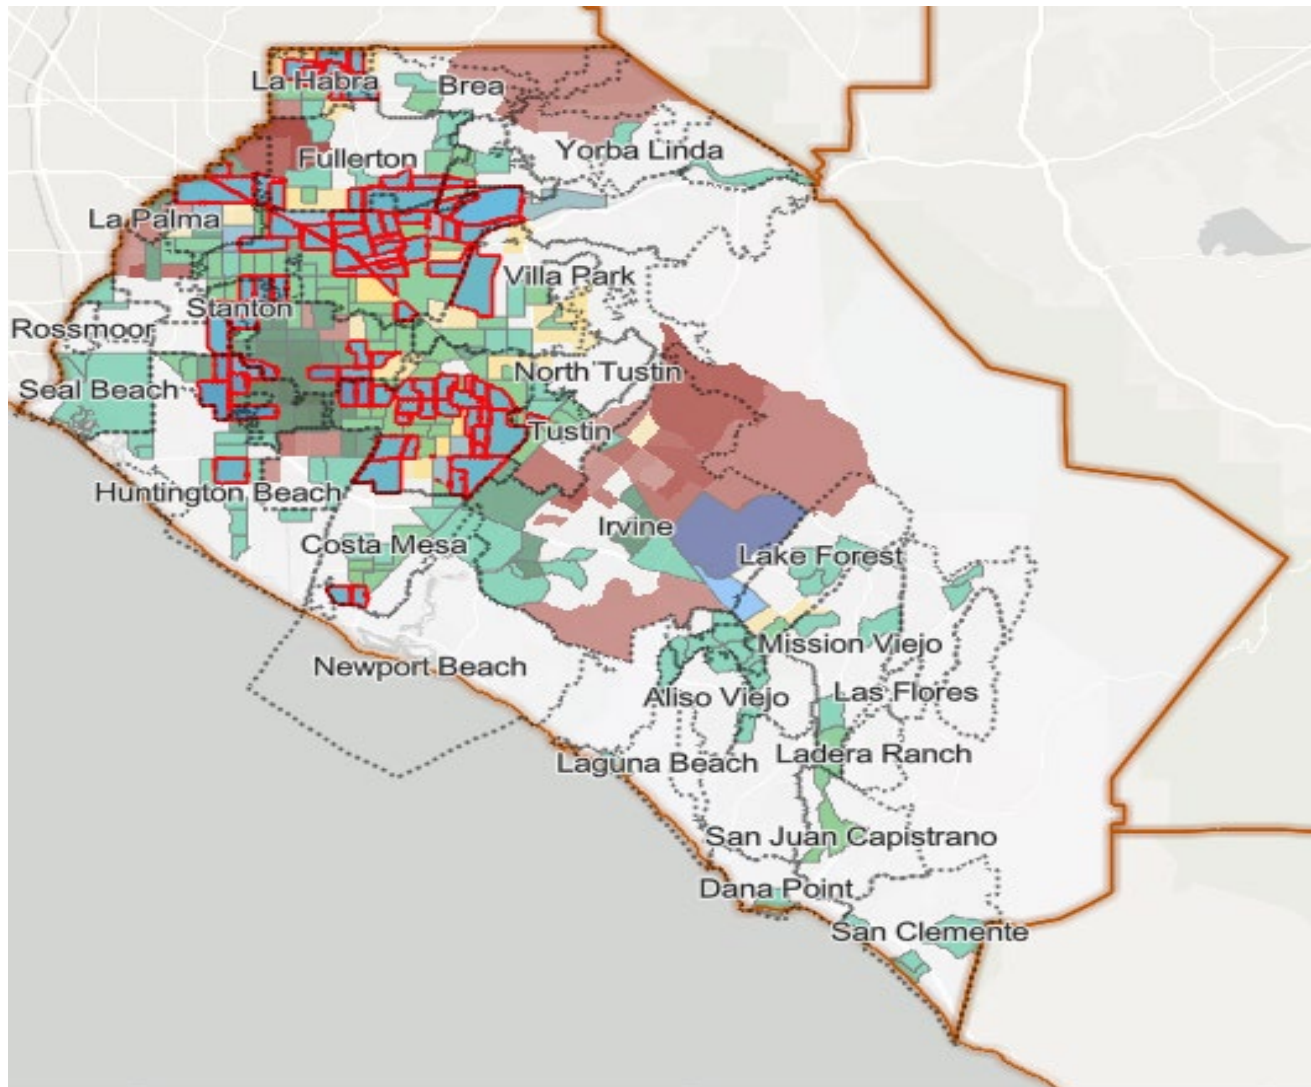 La Habra
Brea
Fullerton
Yorba Linda
La Palma
Villa Park
Stanton
Rossmoor
North Tustin
Seal Beach
Tustin
Huntington Beach
Irvine
Costa Mesa
Lake Forest
Mission Viejo
Newport Beach
Aliso Viejo
Las Flores
Laguna Beach
Ladera Ranch
San Juan Capistrano
Dana Point
San Clemente